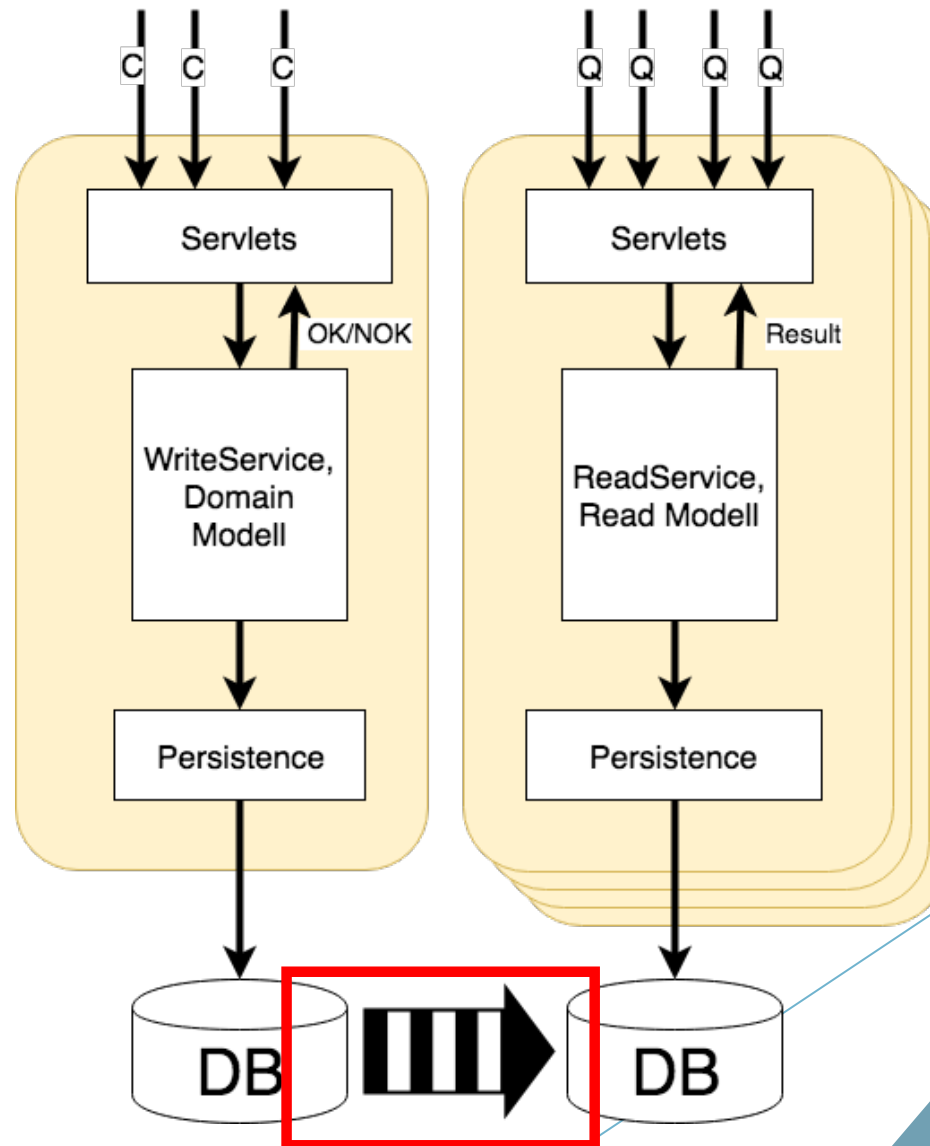 C C C
Q Q Q Q
Servlets
OK/NOK
WriteService,
Domain
Modell
Persistence
DB
Servlets
Result
ReadService,
Read Modell
Persistence
DB